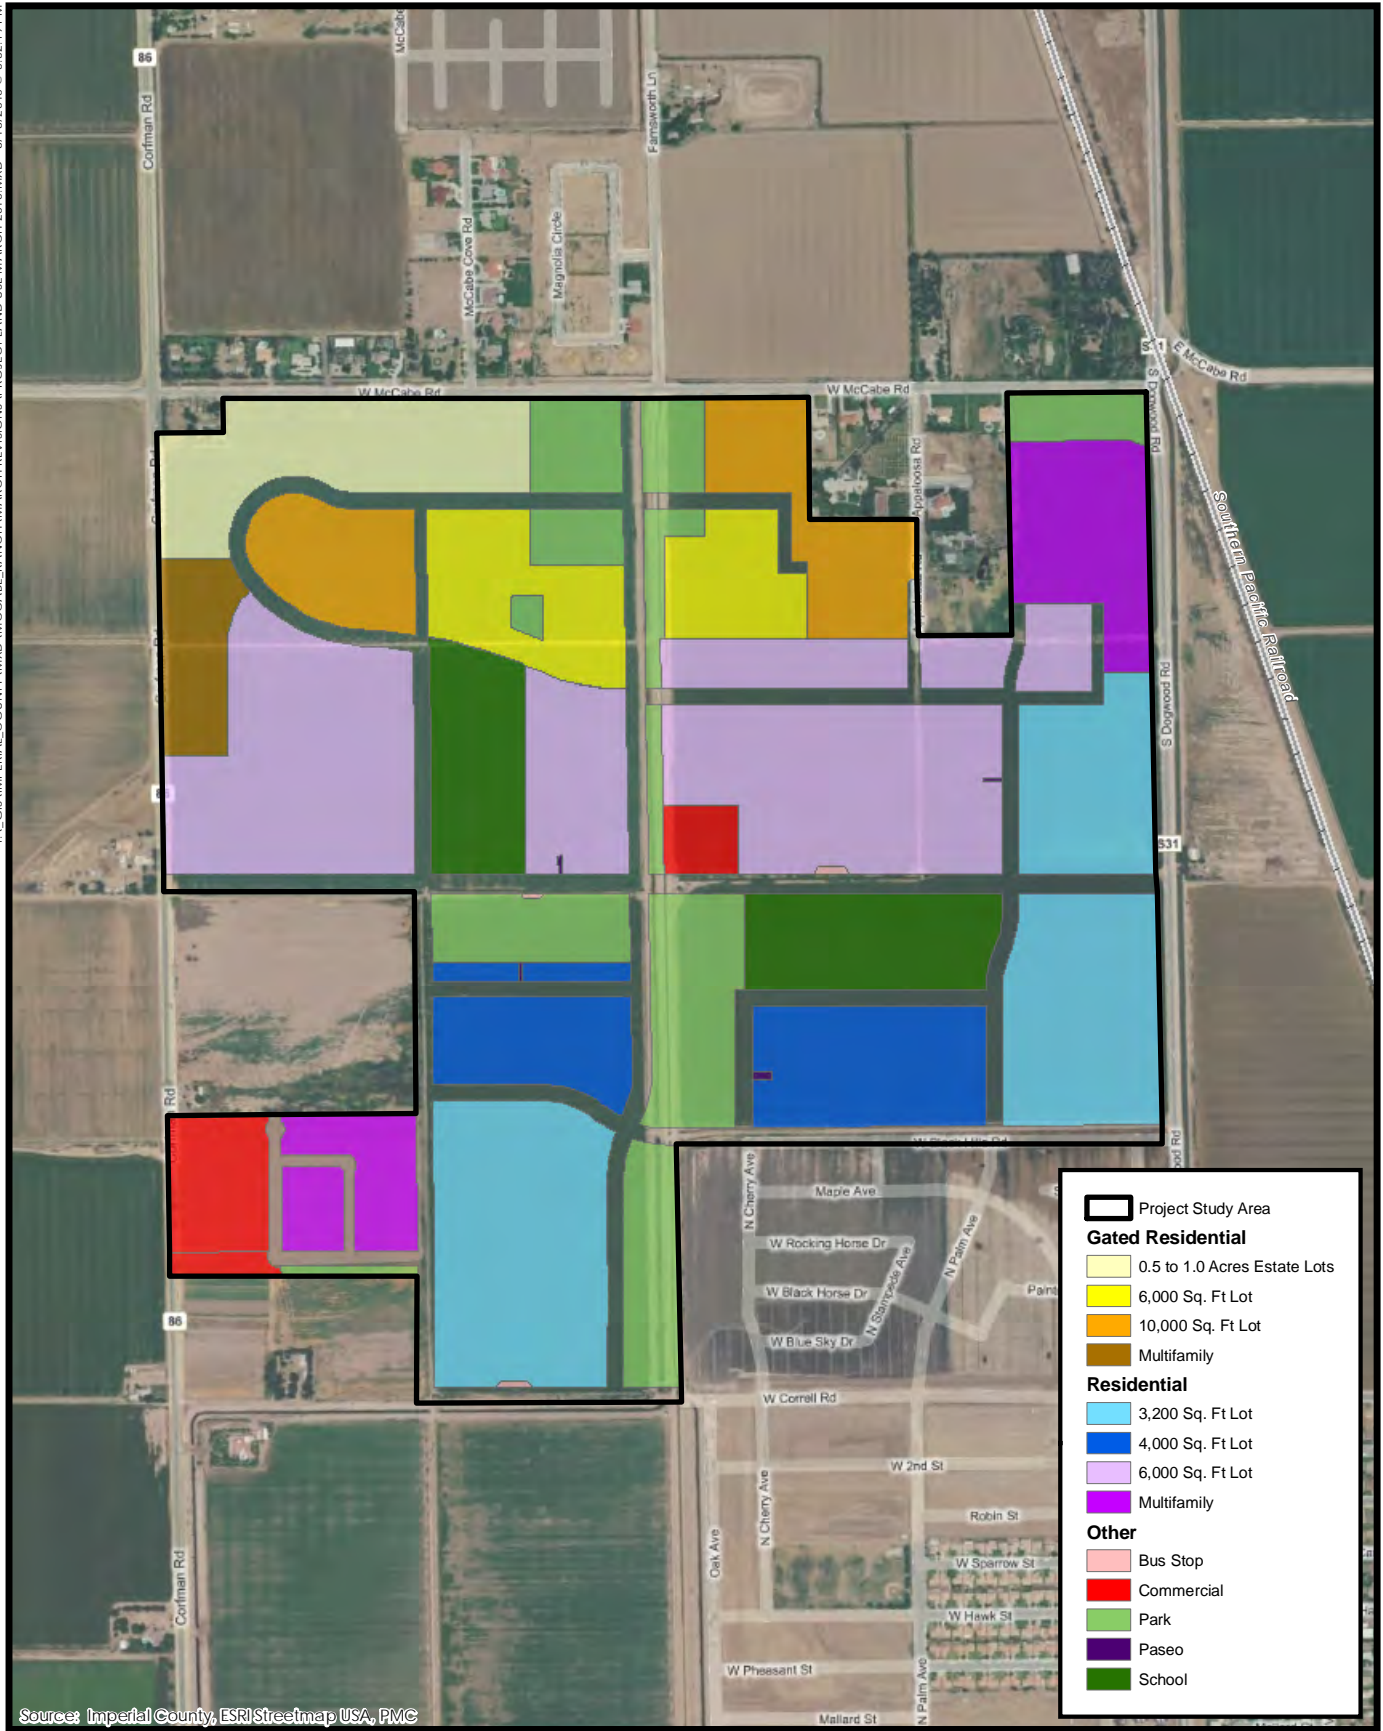 86
Corfman Rd
McCabe
Farnsworth Ln
McCabe Cove Rd
Magnolia Circle
W McCabe Rd
W McCabe Rd
S31
E McCabe Rd
S Dogwood Rd
Appaloosa Rd
Southern Pacific Railroad
S Dogwood Rd
S31
Rd
W Black Hills Rd
N Cherry Ave
Maple Ave
W Rocking Horse Dr
N Stampede Ave
N Palm Ave
W Black Horse Dr
Paint
W Blue Sky Dr
86
W Correll Rd
W 2nd St
N Cherry Ave
Oak Ave
Robin St
W Sparrow St
Corfman Rd
W Hawk St
W Pheasant St
N Palm Ave
Mallard St
Project Study Area
Gated Residential
0.5 to 1.0 Acres Estate Lots
6,000 Sq. Ft Lot
10,000 Sq. Ft Lot
Multifamily
Residential
3,200 Sq. Ft Lot
4,000 Sq. Ft Lot
6,000 Sq. Ft Lot
Multifamily
Other
Bus Stop
Commercial
Park
Paseo
School
Source: Imperial County, ESRI Streetmap USA, PMC